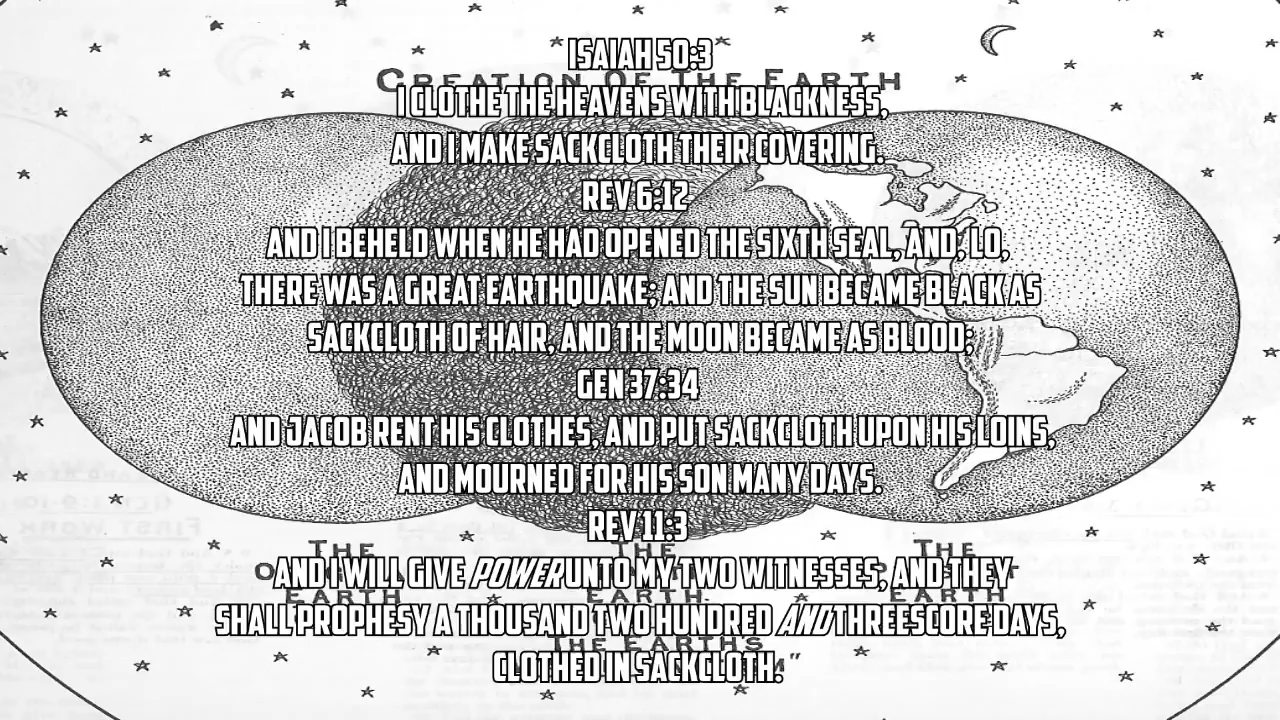 ISAIAH 50:3
CREATION OF THE EARTH
I CLOTHE THE HEAVENS WITH BLACKNESS,
AND I MAKE SACKCLOTH THEIR COVERING.
REV 6:12
AND I BEHELD WHEN HE HAD OPENED THE SIXTH SEAL, AND, LO,
THERE WAS A GREAT EARTHQUAKE; AND THE SUN BECAME BLACK AS
SACKCLOTH OF HAIR, AND THE MOON BECAME AS BLOOD;
GEN 37:34
AND JACOB RENT HIS CLOTHES, AND PUT SACKCLOTH UPON HIS LOINS,
AND MOURNED FOR HIS SON MANY DAYS.
REV 11:3
THE THE THE
AND I WILL GIVE POWER UNTO MY TWO WITNESSES, AND THEY
EARTH EARTH. EARTH
SHALL PROPHESY A THOUSAND TWO HUNDRED AND THREESCORE DAYS,
THE EARTH'S
CLOTHED IN SACKCLOTH.
FIRST WORK